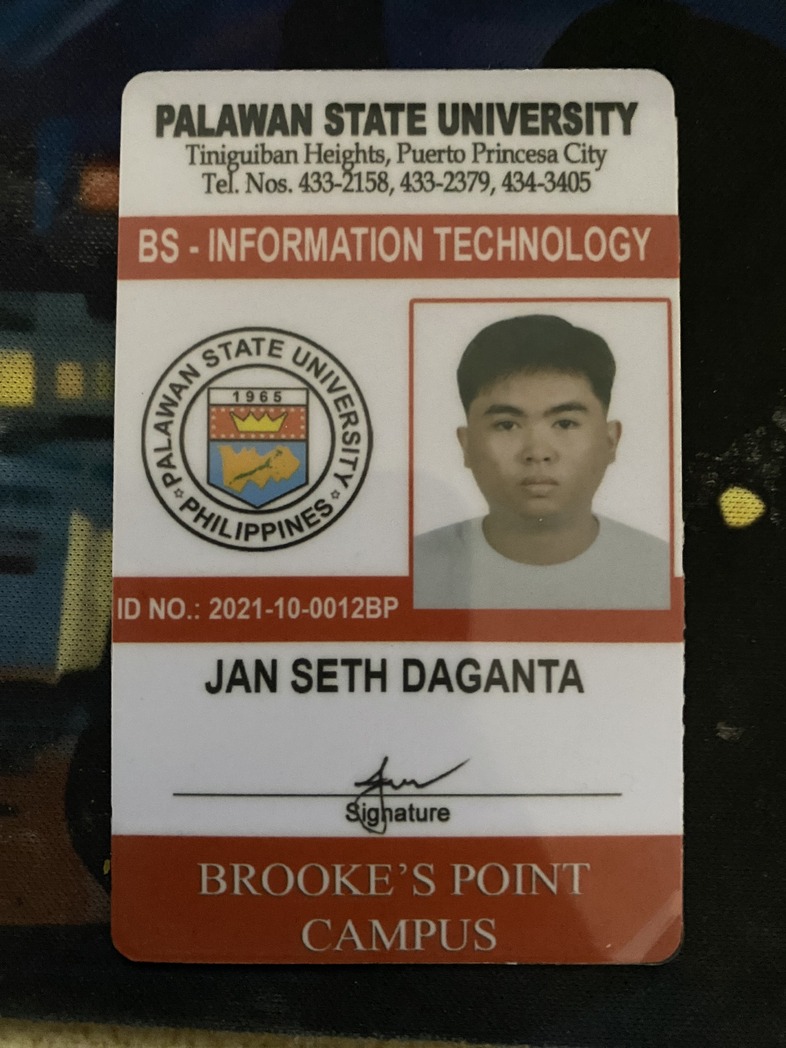 PALAWAN STATE UNIVERSITY
Tiniguiban Heights, Puerto Princesa City
Tel. Nos. 433-2158, 433-2379, 434-3405
BS - INFORMATION TECHNOLOGY
PALAWAN STATE UNIVERSITY
1965
PHILIPPINES
ID NO.: 2021-10-0012BP
JAN SETH DAGANTA
Signature
BROOKE'S POINT
CAMPUS